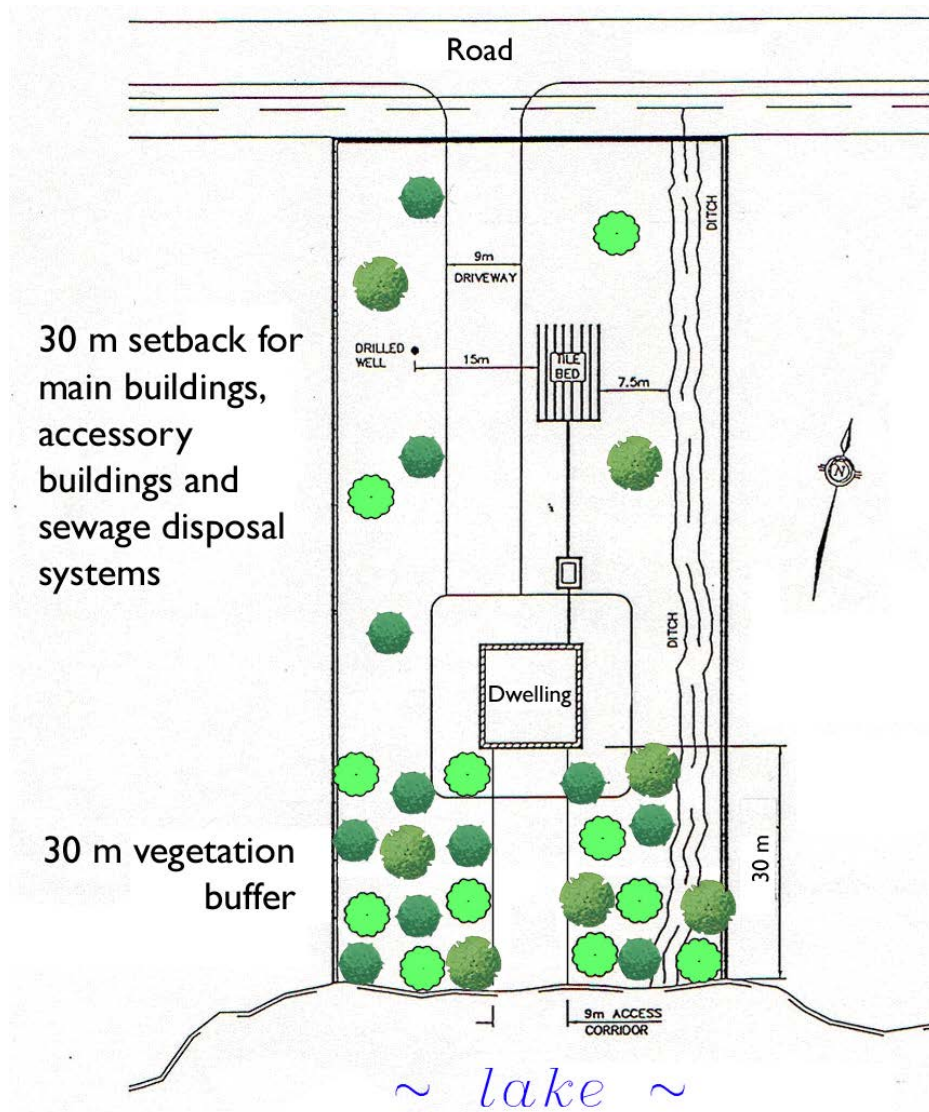 Road
DITCH
9m
DRIVEWAY
30 m setback for
main buildings,
accessory
buildings and
sewage disposal
systems
DRILLED
WELL
15m
TILE
BED
7.5m
N
DITCH
Dwelling
30 m vegetation
buffer
30 m
9m ACCESS
CORRIDOR
~ lake ~